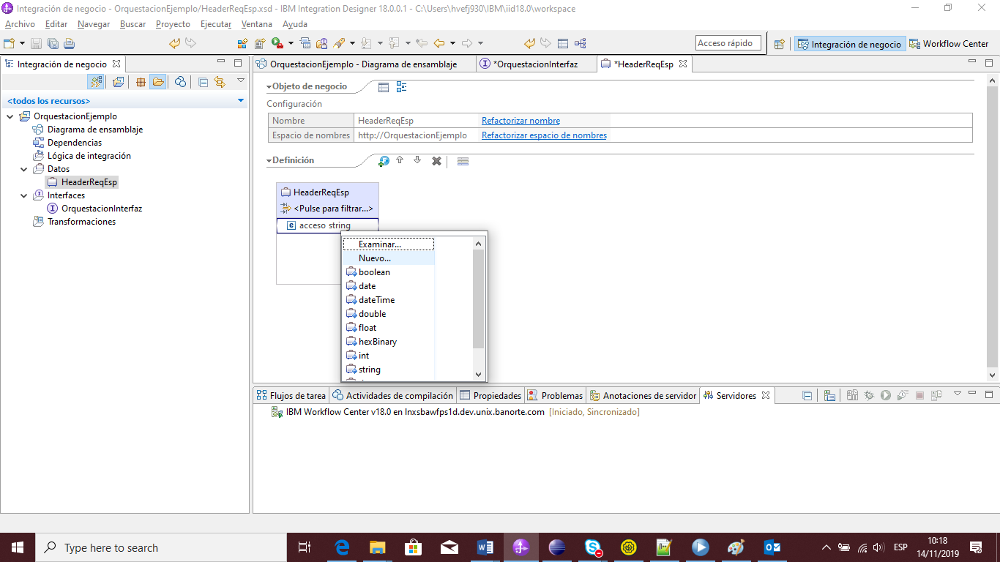 Integración de negocio - OrquestacionEjemplo/HeaderReqEsp.xsd - IBM Integration Designer 18.0.0.1 - C:\Users\hvefj930\IBM\iid18.0\workspace
Archivo Editar Navegar Buscar Proyecto Ejecutar Ventana Ayuda
Acceso rápido Integración de negocio Workflow Center
Integración de negocio
<todos los recursos>
OrquestacionEjemplo
Diagrama de ensamblaje
Dependencias
Lógica de integración
Datos
HeaderReqEsp
Interfaces
OrquestacionInterfaz
Transformaciones
OrquestacionEjemplo - Diagrama de ensamblaje *OrquestacionInterfaz *HeaderReqEsp
Objeto de negocio
Configuración
Nombre HeaderReqEsp Refactorizar nombre
Espacio de nombres http://OrquestacionEjemplo Refactorizar espacio de nombres
Definición
HeaderReqEsp
<Pulse para filtrar...>
e acceso string
Examinar...
Nuevo...
boolean
date
dateTime
double
float
hexBinary
int
string
Flujos de tarea Actividades de compilación Propiedades Problemas Anotaciones de servidor Servidores
IBM Workflow Center v18.0 en lnxsbawfps1d.dev.unix.banorte.com [Iniciado, Sincronizado]
Type here to search
ESP
10:18
14/11/2019